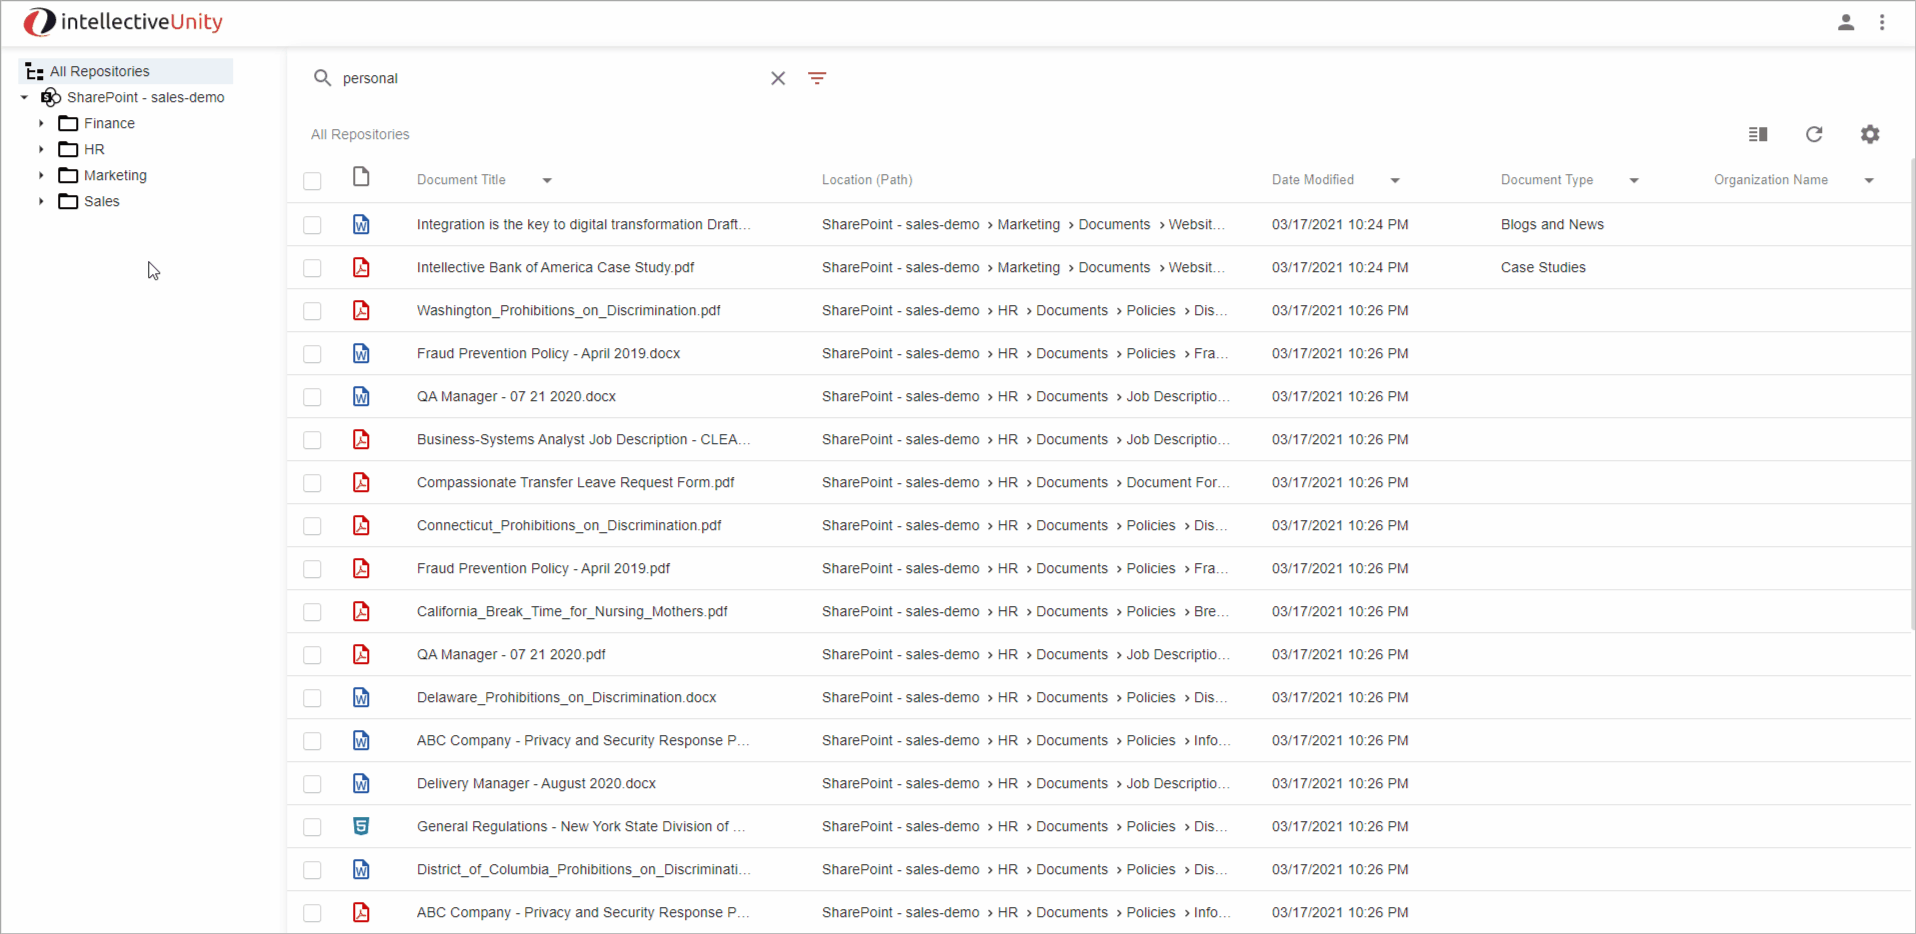 intellectiveUnity
All Repositories
SharePoint - sales-demo
Finance
HR
Marketing
Sales
personal
All Repositories
Document Title Location (Path) Date Modified Document Type Organization Name
Integration is the key to digital transformation Draft... SharePoint - sales-demo › Marketing › Documents › Websit... 03/17/2021 10:24 PM Blogs and News
Intellective Bank of America Case Study.pdf SharePoint - sales-demo › Marketing › Documents › Websit... 03/17/2021 10:24 PM Case Studies
Washington_Prohibitions_on_Discrimination.pdf SharePoint - sales-demo › HR › Documents › Policies › Dis... 03/17/2021 10:26 PM
Fraud Prevention Policy - April 2019.docx SharePoint - sales-demo › HR › Documents › Policies › Fra... 03/17/2021 10:26 PM
QA Manager - 07 21 2020.docx SharePoint - sales-demo › HR › Documents › Job Descriptio... 03/17/2021 10:26 PM
Business-Systems Analyst Job Description - CLEA... SharePoint - sales-demo › HR › Documents › Job Descriptio... 03/17/2021 10:26 PM
Compassionate Transfer Leave Request Form.pdf SharePoint - sales-demo › HR › Documents › Document For... 03/17/2021 10:26 PM
Connecticut_Prohibitions_on_Discrimination.pdf SharePoint - sales-demo › HR › Documents › Policies › Dis... 03/17/2021 10:26 PM
Fraud Prevention Policy - April 2019.pdf SharePoint - sales-demo › HR › Documents › Policies › Fra... 03/17/2021 10:26 PM
California_Break_Time_for_Nursing_Mothers.pdf SharePoint - sales-demo › HR › Documents › Policies › Bre... 03/17/2021 10:26 PM
QA Manager - 07 21 2020.pdf SharePoint - sales-demo › HR › Documents › Job Descriptio... 03/17/2021 10:26 PM
Delaware_Prohibitions_on_Discrimination.docx SharePoint - sales-demo › HR › Documents › Policies › Dis... 03/17/2021 10:26 PM
ABC Company - Privacy and Security Response P... SharePoint - sales-demo › HR › Documents › Policies › Info... 03/17/2021 10:26 PM
Delivery Manager - August 2020.docx SharePoint - sales-demo › HR › Documents › Job Descriptio... 03/17/2021 10:26 PM
General Regulations - New York State Division of ... SharePoint - sales-demo › HR › Documents › Policies › Dis... 03/17/2021 10:26 PM
District_of_Columbia_Prohibitions_on_Discriminati... SharePoint - sales-demo › HR › Documents › Policies › Dis... 03/17/2021 10:26 PM
ABC Company - Privacy and Security Response P... SharePoint - sales-demo › HR › Documents › Policies › Info... 03/17/2021 10:26 PM